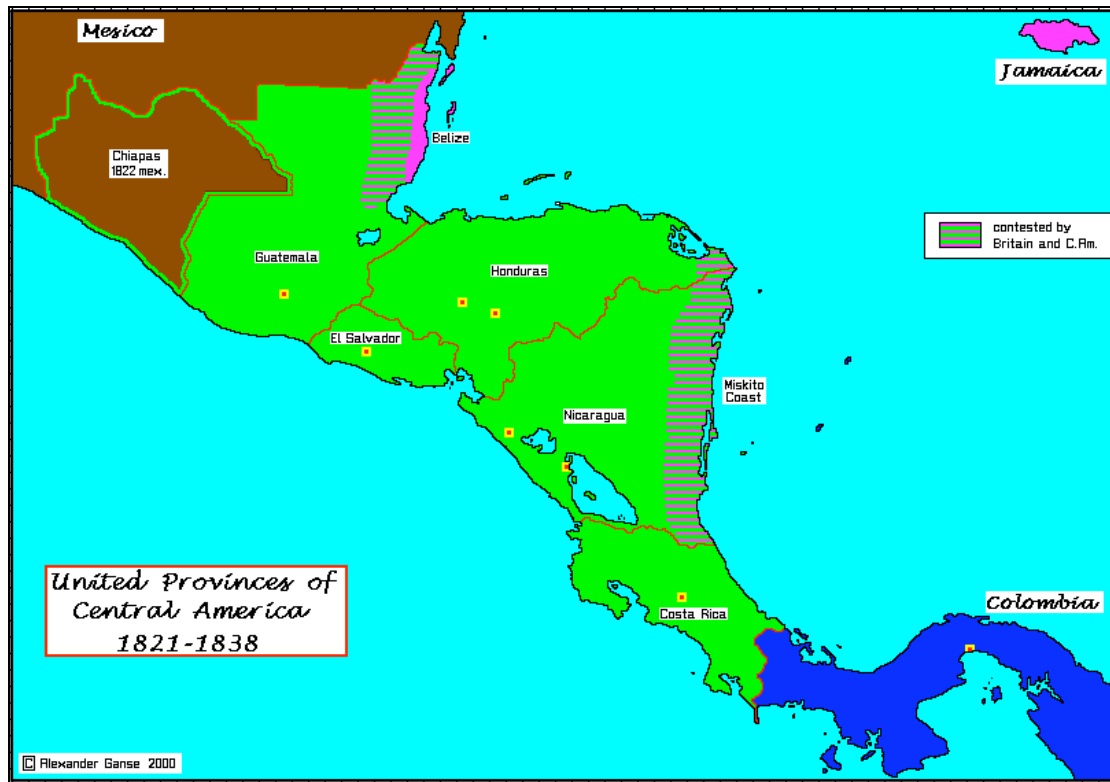 Mexico
Jamaica
Belize
Chiapas
1822 mex.
contested by
Britain and C.Am.
Guatemala
Honduras
El Salvador
Miskito
Coast
Nicaragua
United Provinces of
Central America
1821-1838
Costa Rica
Colombia
C Alexander Ganse 2000